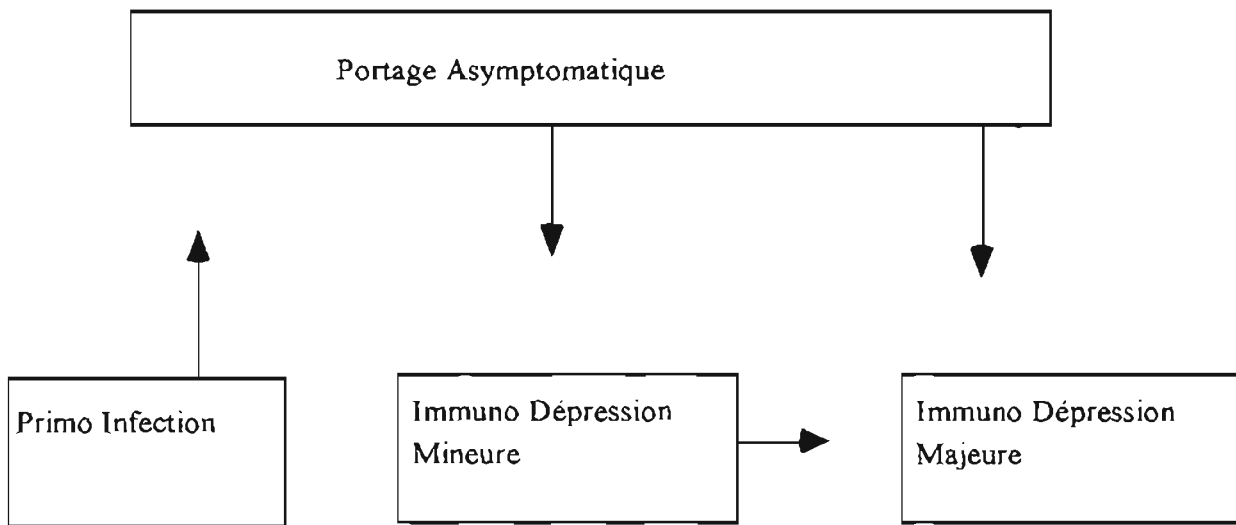 Portage Asymptomatique
Primo Infection
Immuno Dépression
Mineure
Immuno Dépression
Majeure